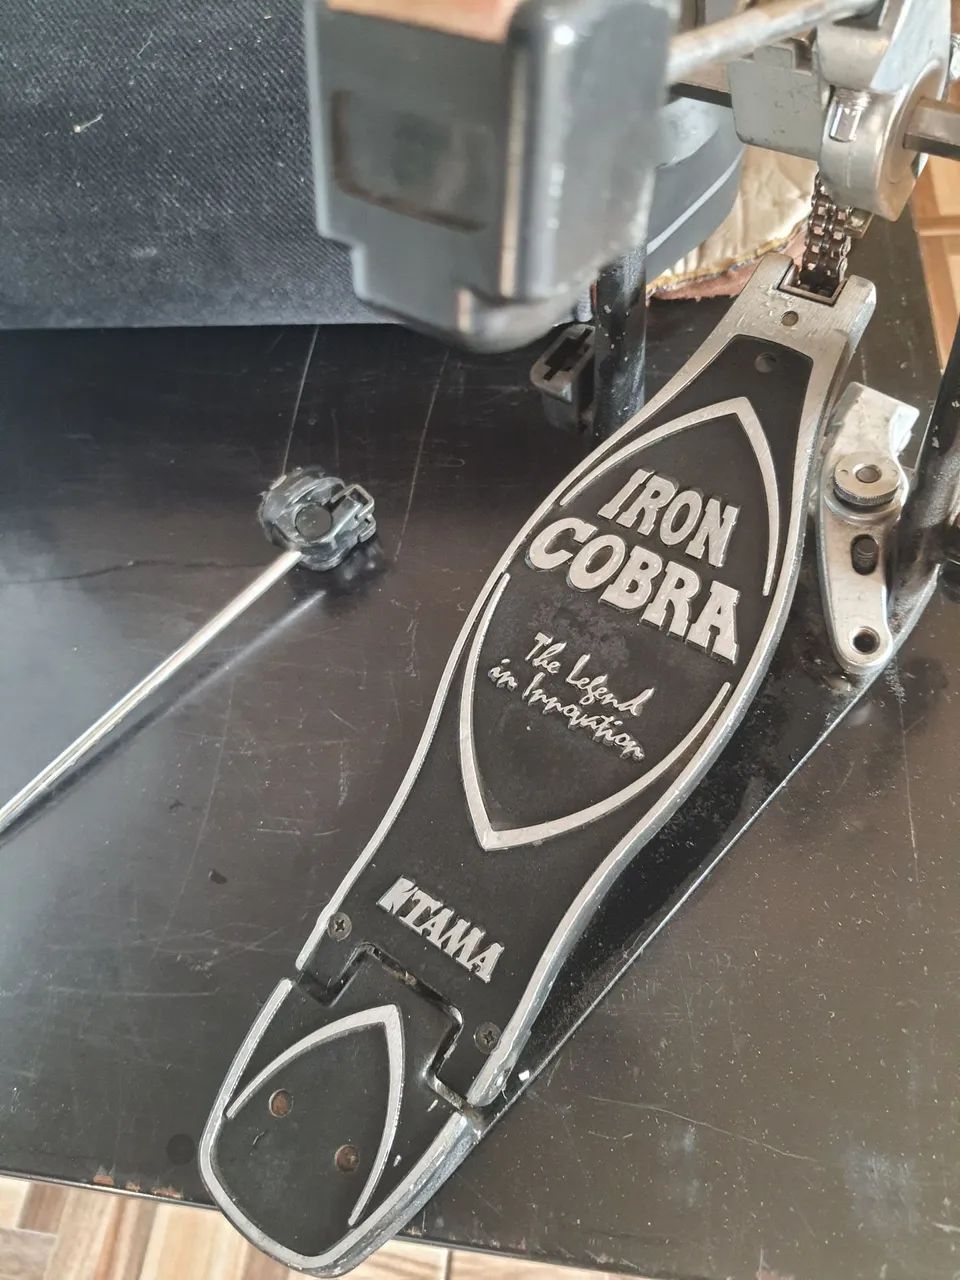 IRON
COBRA
The Legend
in Innovation
TAMA